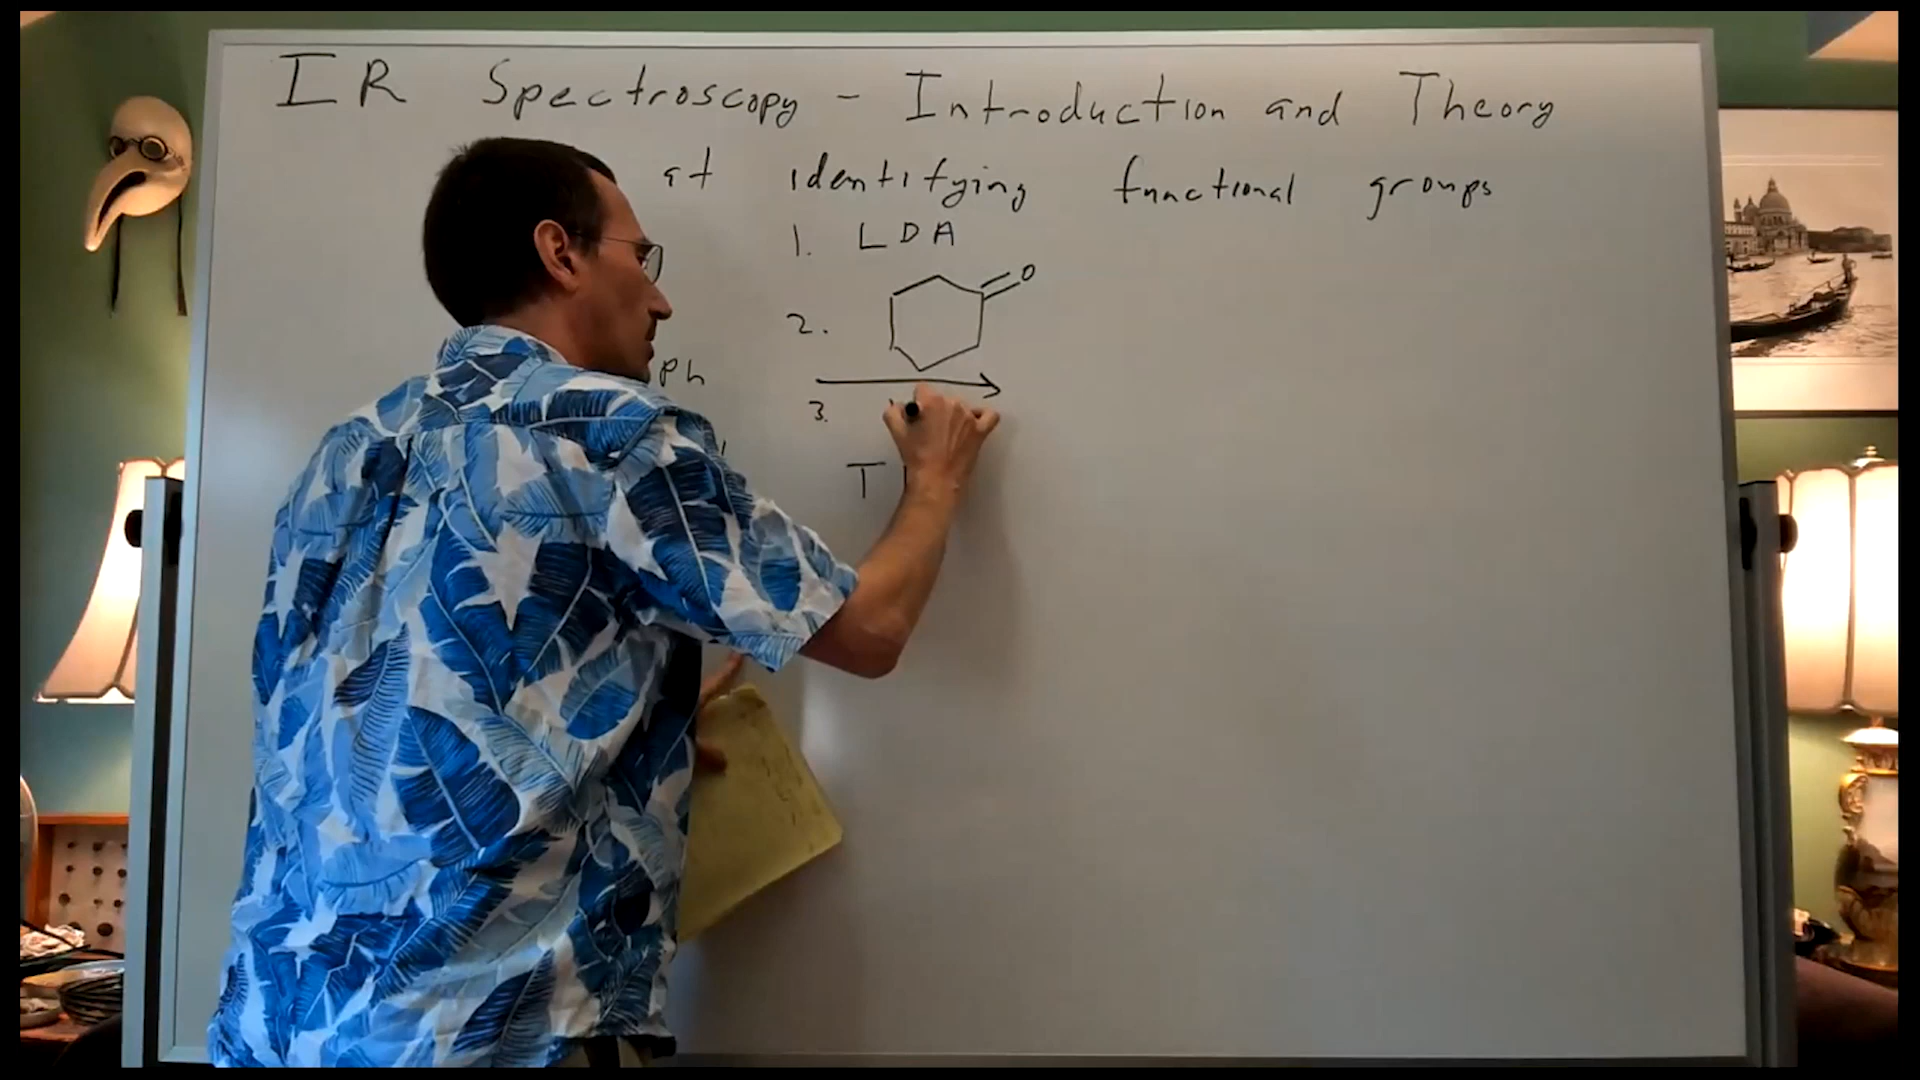 IR Spectroscopy - Introduction and Theory
at identifying functional groups
1. LDA
O
2.
Ph
3.
T